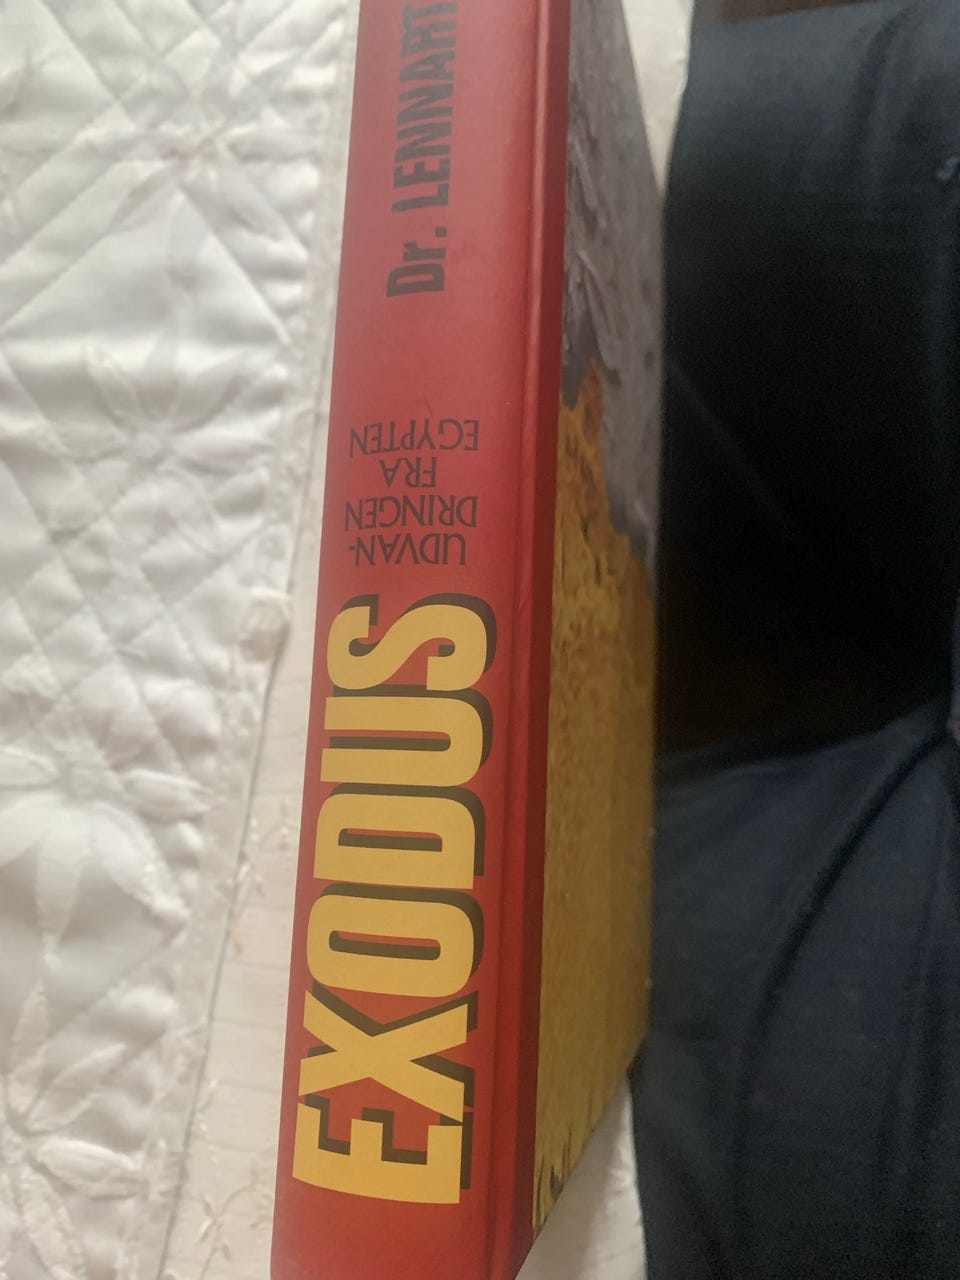 EXODUS
UDVAN-
DRINGEN
FRA
EGYPTEN
Dr. LENNART